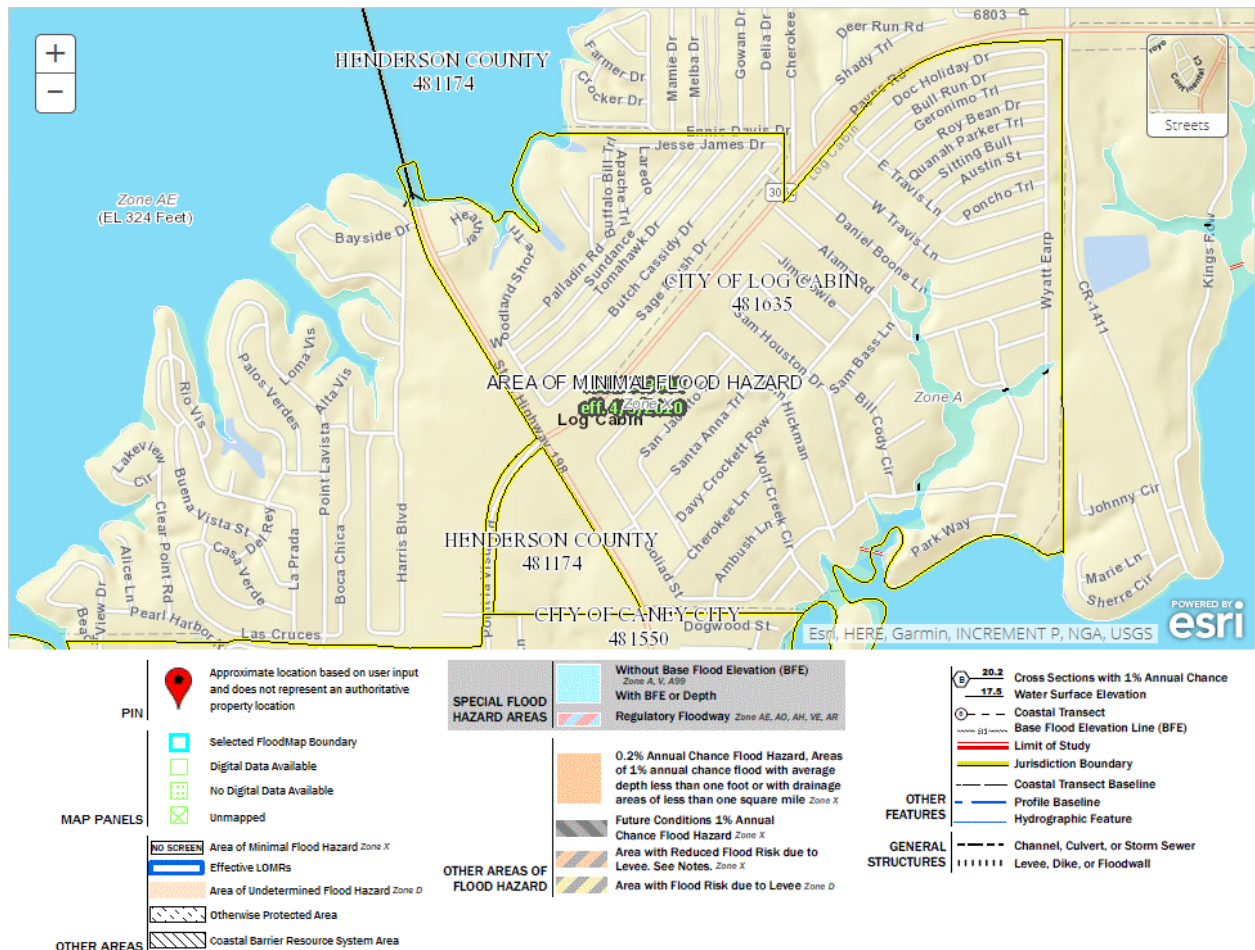 +
−
HENDERSON COUNTY
481174
Zone AE
(EL 324 Feet)
Farmer Dr
Crocker Dr
Mamie Dr
Melba Dr
Gowan Dr
Delia Dr
Cherokee
Deer Run Rd
Shady Trl
6803
Payne Rd
Log Cabin
Doc Holiday Dr
Bull Run Dr
Geronimo Trl
Roy Bean Dr
Quanah Parker Trl
Sitting Bull
Austin St
Poncho Trl
Streets
Continental
Ennis Davis Dr
Jesse James Dr
Buffalo Bill Trl
Apache Trl
Laredo
E Travis Ln
W Travis Ln
Daniel Boone Ln
Alamo Rd
Jim Bowie
Wyatt Earp
CR-1411
Kings Row
Bayside Dr
Heather
Woodland Shore Trl
Palladin Rd
Sundance
Tomahawk Dr
Butch Cassidy Dr
Sage Brush Dr
CITY OF LOG CABIN
481635
Sam Houston Dr
Sam Bass Ln
Bill Cody Cir
Zone A
AREA OF MINIMAL FLOOD HAZARD
Zone X
Log Cabin
State Highway 198
San Jacinto
Santa Anna Trl
Davy Crockett Row
Cherokee Ln
Ambush Ln
Wolf Creek Cir
Hickman
Goliad St
Loma Vis
Palos Verdes
Rio Vis
Alta Vis
Point Lavista
Lakeview Cir
Buena Vista St
Clear Point Rd
Casa Verde
Del Rey
La Prada
Boca Chica
Harris Blvd
Alice Ln
View Dr
Pearl Harbor
Las Cruces
HENDERSON COUNTY
481174
CITY OF CANEY CITY
481550
Dogwood St
Park Way
Johnny Cir
Marie Ln
Sherre Cir
Esri, HERE, Garmin, INCREMENT P, NGA, USGS
POWERED BY
esri
PIN
Approximate location based on user input
and does not represent an authoritative
property location
MAP PANELS
Selected FloodMap Boundary
Digital Data Available
No Digital Data Available
Unmapped
OTHER AREAS
NO SCREEN Area of Minimal Flood Hazard Zone X
Effective LOMRs
Area of Undetermined Flood Hazard Zone D
Otherwise Protected Area
Coastal Barrier Resource System Area
SPECIAL FLOOD
HAZARD AREAS
Without Base Flood Elevation (BFE)
Zone A, V, A99
With BFE or Depth
Regulatory Floodway Zone AE, AO, AH, VE, AR
OTHER AREAS OF
FLOOD HAZARD
0.2% Annual Chance Flood Hazard, Areas
of 1% annual chance flood with average
depth less than one foot or with drainage
areas of less than one square mile Zone X
Future Conditions 1% Annual
Chance Flood Hazard Zone X
Area with Reduced Flood Risk due to
Levee. See Notes. Zone X
Area with Flood Risk due to Levee Zone D
OTHER
FEATURES
B 20.2 Cross Sections with 1% Annual Chance
17.5 Water Surface Elevation
Coastal Transect
Base Flood Elevation Line (BFE)
Limit of Study
Jurisdiction Boundary
Coastal Transect Baseline
Profile Baseline
Hydrographic Feature
GENERAL
STRUCTURES
Channel, Culvert, or Storm Sewer
Levee, Dike, or Floodwall